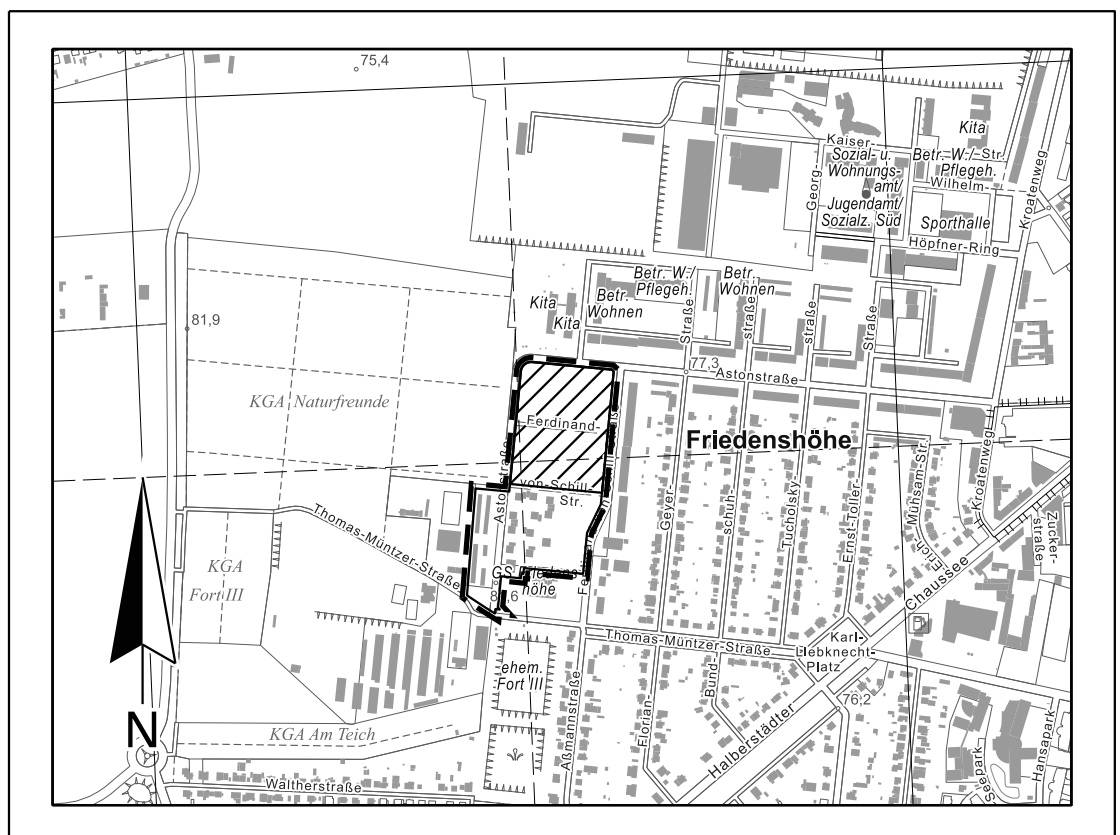 75,4
Kaiser-
Kita
Sozial- u.
Wohnungs-
amt/
Jugendamt/
Sozialz. Süd
Betr. W./ Str.
Pflegeh.
Wilhelm-
Georg-
Sporthalle
Kroatenweg
Höpfner-Ring
Betr. W./
Pflegeh.
Betr.
Wohnen
Kita
Kita
Betr.
Wohnen
Straße
straße
straße
Straße
81,9
77,3
Astonstraße
KGA Naturfreunde
Ferdinand-
Friedenshöhe
Astonstraße
von-Schill-
Str.
Geyer-
schuh-
Tucholsky-
Ernst-Toller-
Erich-
Mühsam-Str.
Kroatenweg
Zucker-
straße
Thomas-Müntzer-Straße
KGA
Fort III
höhe
Chaussee
Thomas-Müntzer-Straße
Karl-
Liebknecht-
Platz
ehem.
Fort III
Aßmannstraße
Florian-
Bund-
Halberstädter
76,2
N
KGA Am Teich
Waltherstraße
Seepark
Hansapark